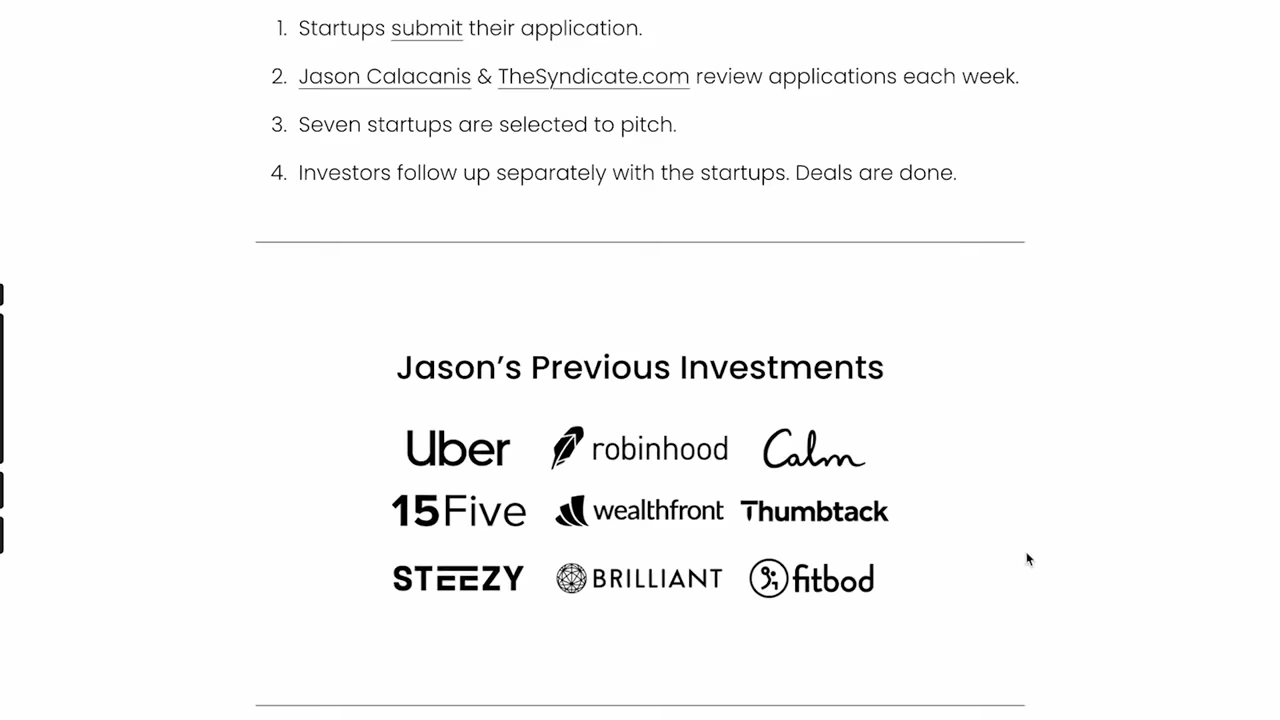 1. Startups submit their application.
2. Jason Calacanis & TheSyndicate.com review applications each week.
3. Seven startups are selected to pitch.
4. Investors follow up separately with the startups. Deals are done.
Jason’s Previous Investments
Uber robinhood Calm
15Five wealthfront Thumbtack
STEEZY BRILLIANT fitbod